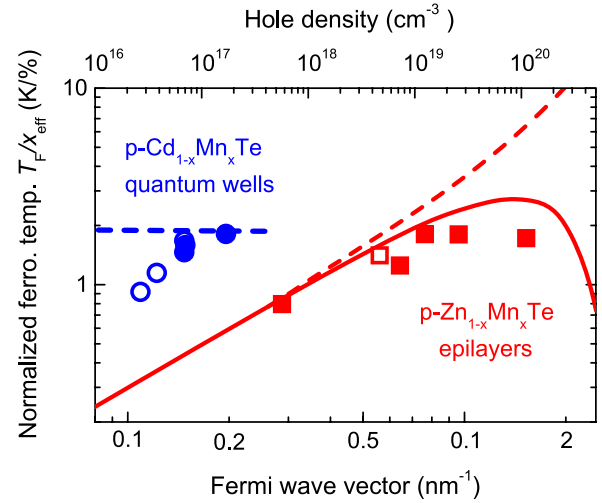 Hole density (cm⁻³)
10¹⁶ 10¹⁷ 10¹⁸ 10¹⁹ 10²⁰
Normalized ferro. temp. T_F/x_eff (K/%)
10
1
p-Cd₁₋ₓMnₓTe
quantum wells
p-Zn₁₋ₓMnₓTe
epilayers
0.1 0.2 0.5 0.1 2
Fermi wave vector (nm⁻¹)